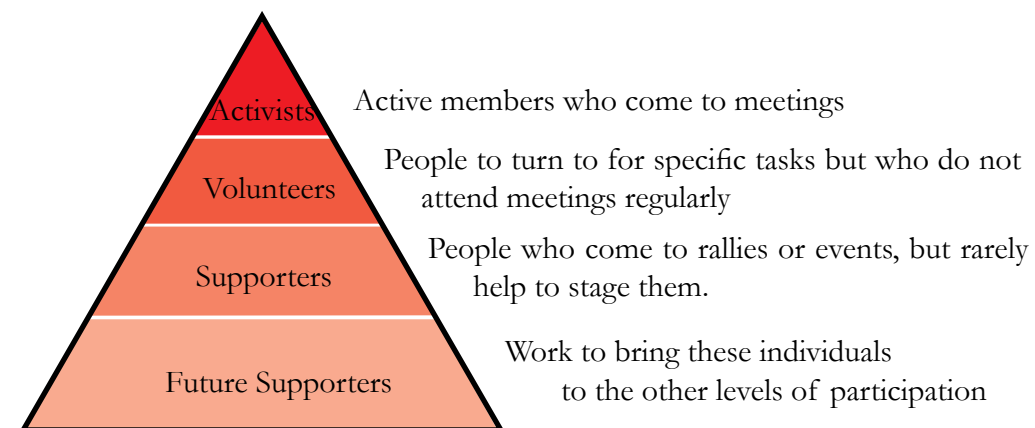 Activists
Active members who come to meetings
Volunteers
People to turn to for specific tasks but who do not
attend meetings regularly
Supporters
People who come to rallies or events, but rarely
help to stage them.
Future Supporters
Work to bring these individuals
to the other levels of participation